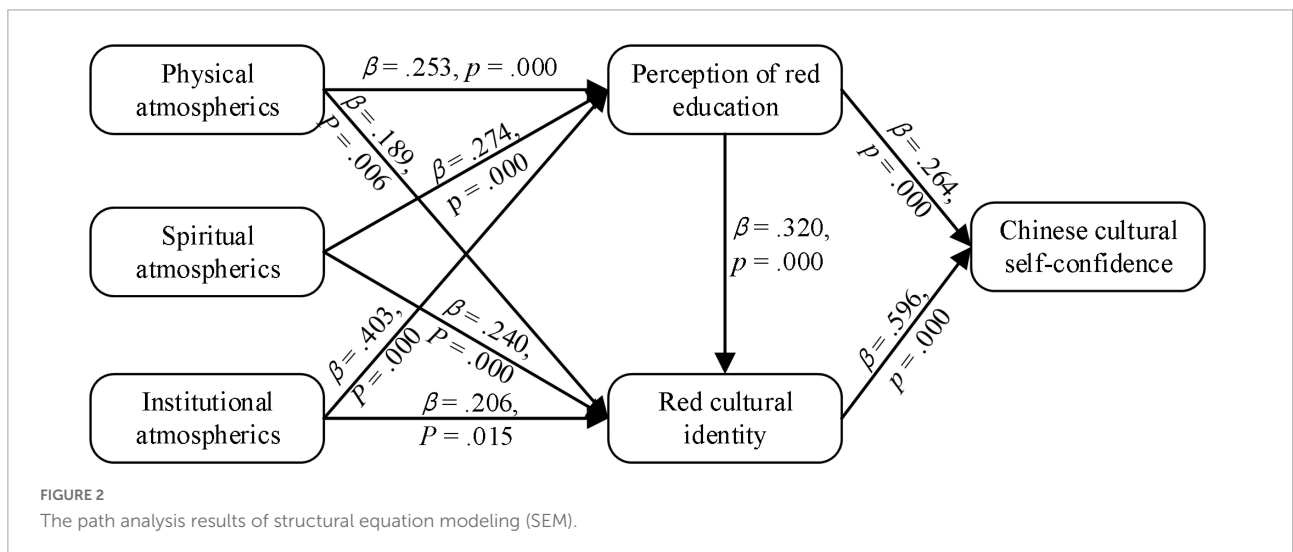 Physical
atmospherics
β = .253, p = .000
Perception of red
education
β = .189,
P = .006
β = .274,
p = .000
β = .264,
p = .000
Spiritual
atmospherics
β = .320,
p = .000
Chinese cultural
self-confidence
β = .403,
P = .000
β = .240,
P = .000
β = .596,
p = .000
Institutional
atmospherics
β = .206,
P = .015
Red cultural
identity
FIGURE 2
The path analysis results of structural equation modeling (SEM).